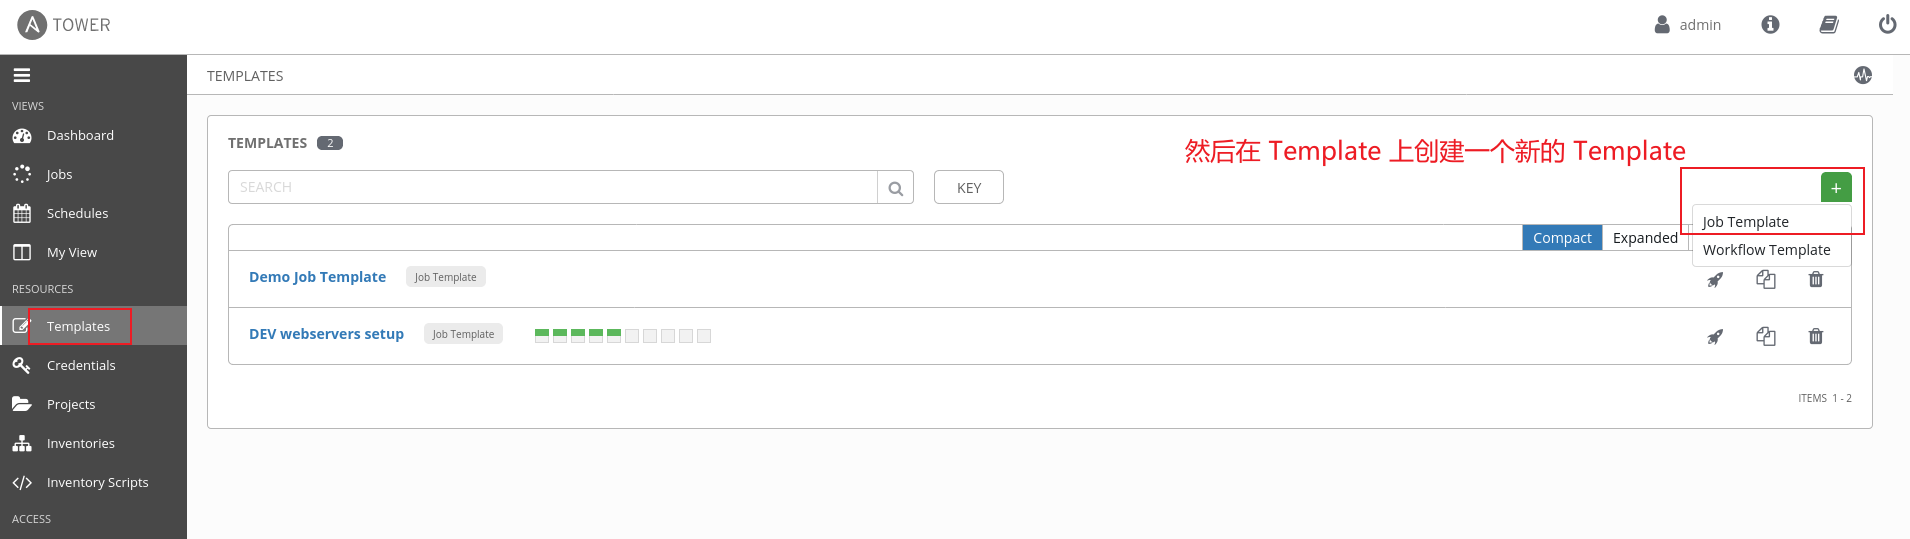 TOWER
admin
VIEWS
Dashboard
Jobs
Schedules
My View
RESOURCES
Templates
Credentials
Projects
Inventories
Inventory Scripts
ACCESS
TEMPLATES
TEMPLATES 2
然后在 Template 上创建一个新的 Template
SEARCH
KEY
+
Job Template
Workflow Template
Compact Expanded
Demo Job Template Job Template
DEV webservers setup Job Template
ITEMS 1 - 2